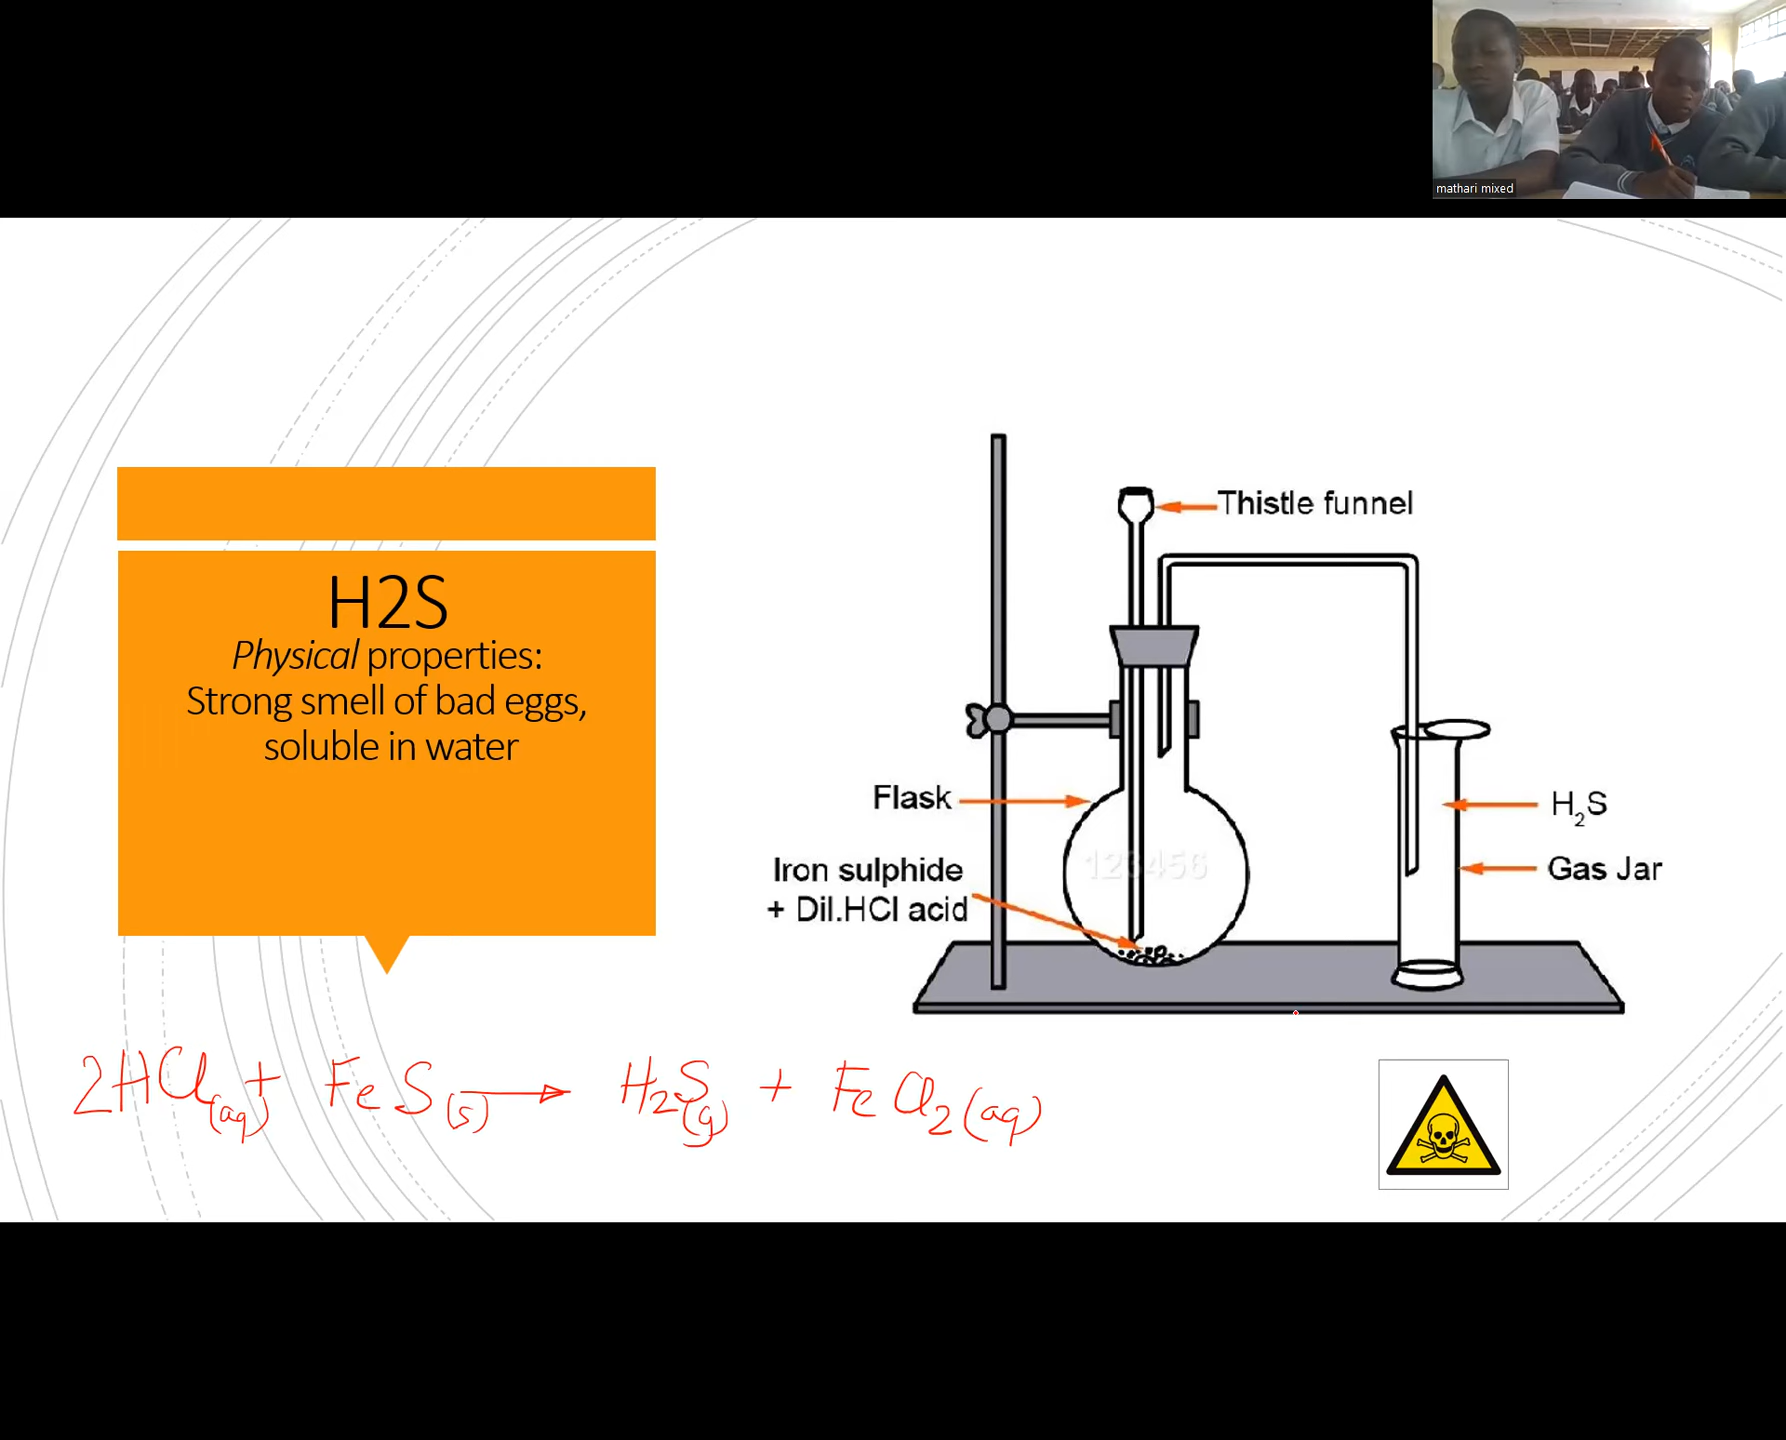 mathari mixed
H2S
Physical properties:
Strong smell of bad eggs,
soluble in water
Thistle funnel
Flask
Iron sulphide
+ Dil.HCl acid
123456
H₂S
Gas Jar
2HCl(aq) + FeS(s) → H₂S(g) + FeCl₂(aq)